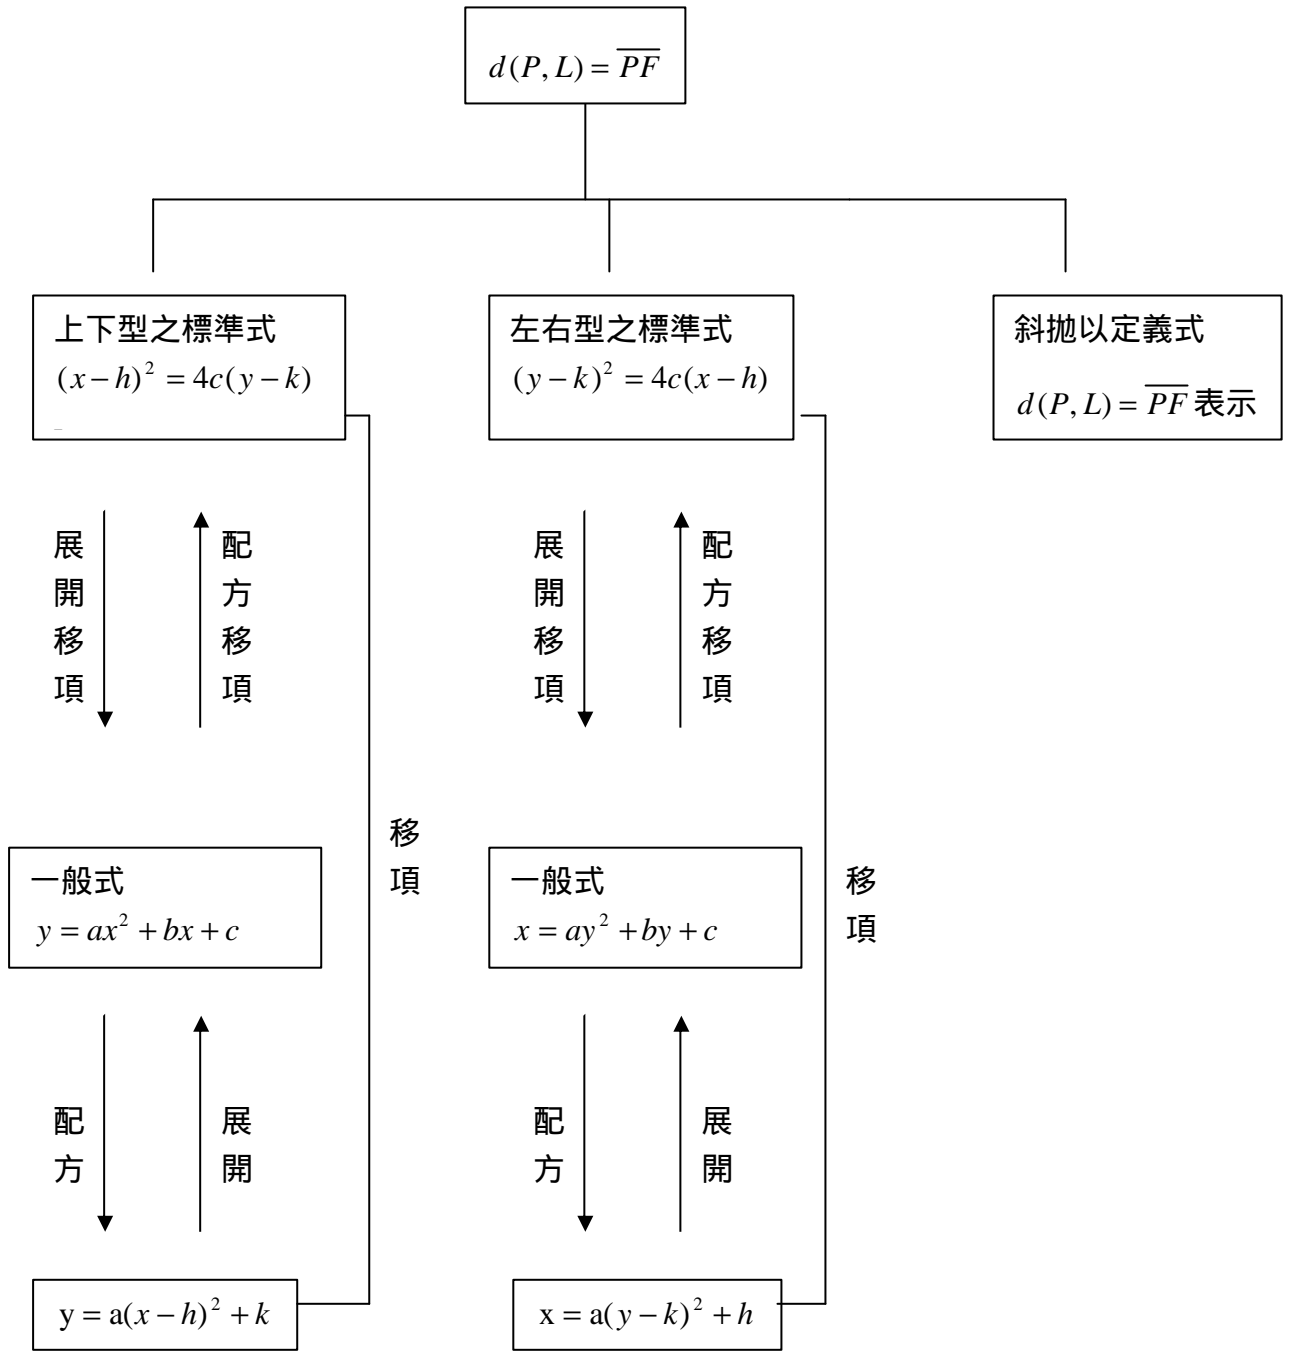 d(P, L) = \overline{PF}
上下型之標準式
(x − h)² = 4c(y − k)
左右型之標準式
(y − k)² = 4c(x − h)
斜拋以定義式
d(P, L) = \overline{PF} 表示
展開移項
配方移項
展開移項
配方移項
移項
移項
一般式
y = ax² + bx + c
一般式
x = ay² + by + c
配方
展開
配方
展開
y = a(x − h)² + k
x = a(y − k)² + h